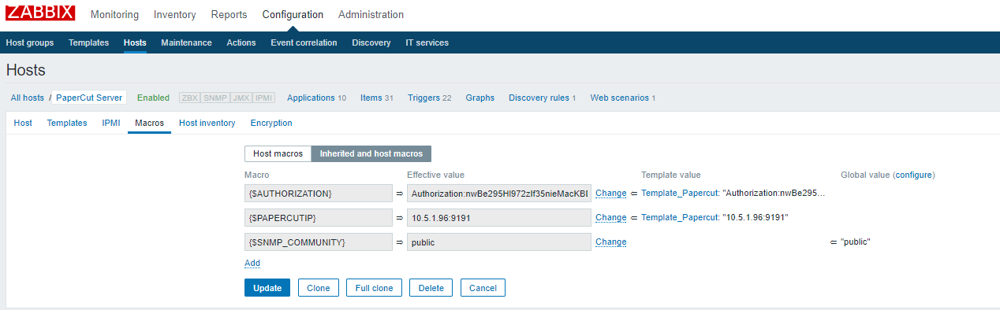 ZABBIX Monitoring Inventory Reports Configuration Administration
Host groups Templates Hosts Maintenance Actions Event correlation Discovery IT services
Hosts
All hosts / PaperCut Server Enabled ZBX SNMP JMX IPMI Applications 10 Items 31 Triggers 22 Graphs Discovery rules 1 Web scenarios 1
Host Templates IPMI Macros Host inventory Encryption
Host macros Inherited and host macros
Macro Effective value Template value Global value (configure)
{$AUTHORIZATION} ⇒ Change ⇐ Template_Papercut: "Authorization:nwBe295...
{$PAPERCUTIP} ⇒ 10.5.1.96:9191 Change ⇐ Template_Papercut: "10.5.1.96:9191"
{$SNMP_COMMUNITY} ⇒ public Change ⇐ "public"
Add
Update Clone Full clone Delete Cancel